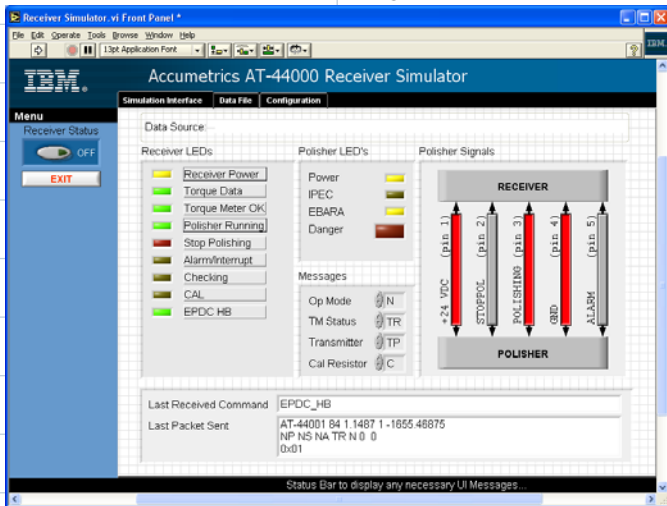 Receiver Simulator.vi Front Panel *
File Edit Operate Tools Browse Window Help
13pt Application Font
IBM
IBM.
Accumetrics AT-44000 Receiver Simulator
Simulation Interface Data File Configuration
Menu
Receiver Status
OFF
EXIT
Data Source:
Receiver LEDs
Receiver Power
Torque Data
Torque Meter OK
Polisher Running
Stop Polishing
Alarm/Interrupt
Checking
CAL
EPDC HB
Polisher LED's
Power
IPEC
EBARA
Danger
Messages
Op Mode N
TM Status TR
Transmitter TP
Cal Resistor C
Polisher Signals
RECEIVER
+24 VDC (pin 1)
STOPPOL (pin 2)
POLISHING (pin 3)
GND (pin 4)
ALARM (pin 5)
POLISHER
Last Received Command EPDC_HB
Last Packet Sent AT-44001 84 1.1487 1 -1655.46875
NP NS NA TR N 0 0
0x01
Status Bar to display any necessary UI Messages...